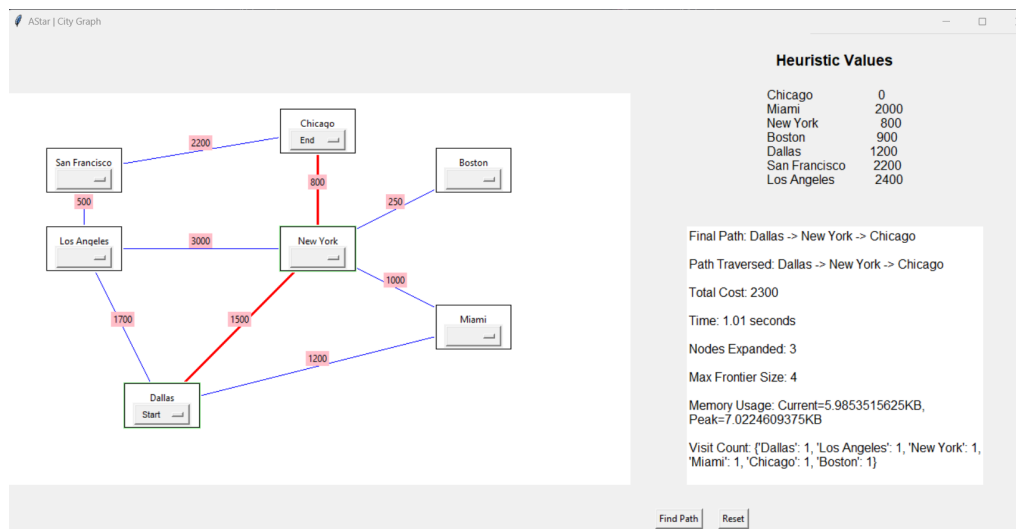 AStar | City Graph
Heuristic Values
Chicago 0
Miami 2000
New York 800
Boston 900
Dallas 1200
San Francisco 2200
Los Angeles 2400
Chicago
End
2200
San Francisco
Boston
800
500
250
Los Angeles
3000
New York
1000
1700
1500
Miami
1200
Dallas
Start
Final Path: Dallas -> New York -> Chicago
Path Traversed: Dallas -> New York -> Chicago
Total Cost: 2300
Time: 1.01 seconds
Nodes Expanded: 3
Max Frontier Size: 4
Memory Usage: Current=5.9853515625KB,
Peak=7.0224609375KB
Visit Count: {'Dallas': 1, 'Los Angeles': 1, 'New York': 1,
'Miami': 1, 'Chicago': 1, 'Boston': 1}
Find Path
Reset